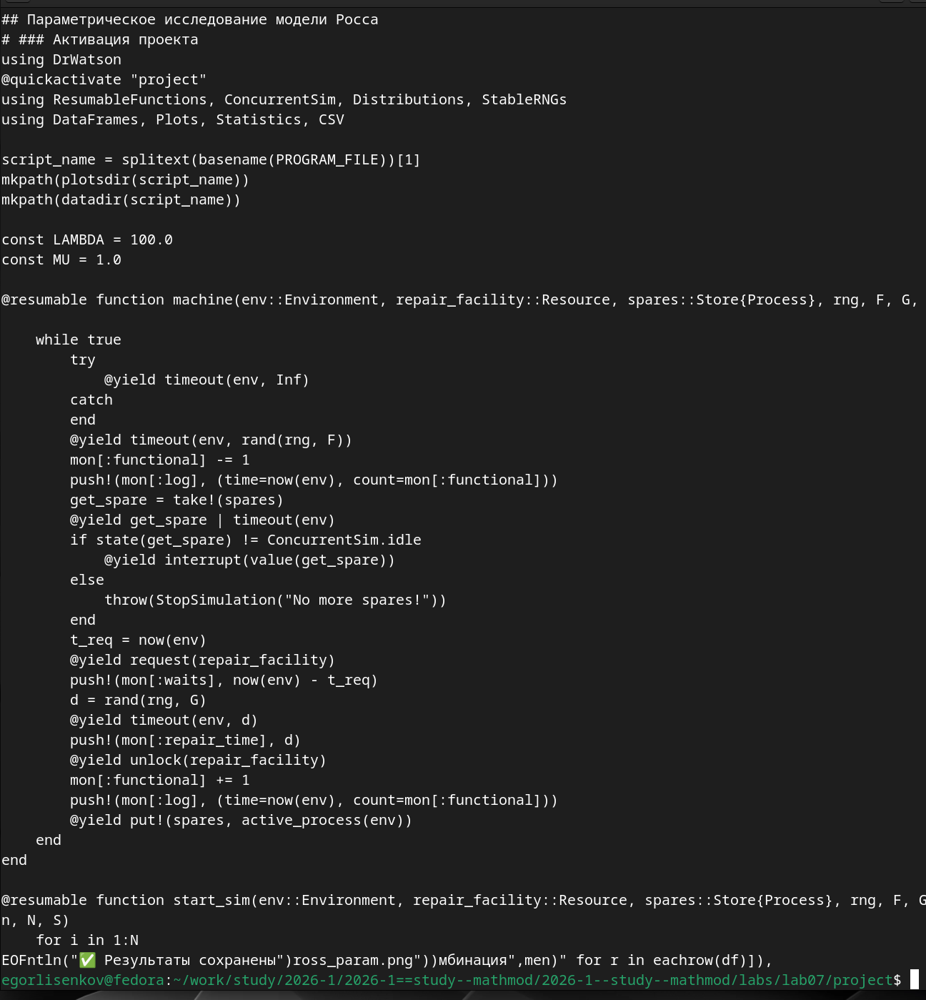 ## Параметрическое исследование модели Росса
# ### Активация проекта
using DrWatson
@quickactivate "project"
using ResumableFunctions, ConcurrentSim, Distributions, StableRNGs
using DataFrames, Plots, Statistics, CSV

script_name = splitext(basename(PROGRAM_FILE))[1]
mkpath(plotsdir(script_name))
mkpath(datadir(script_name))

const LAMBDA = 100.0
const MU = 1.0

@resumable function machine(env::Environment, repair_facility::Resource, spares::Store{Process}, rng, F, G,

    while true
        try
            @yield timeout(env, Inf)
        catch
        end
        @yield timeout(env, rand(rng, F))
        mon[:functional] -= 1
        push!(mon[:log], (time=now(env), count=mon[:functional]))
        get_spare = take!(spares)
        @yield get_spare | timeout(env)
        if state(get_spare) != ConcurrentSim.idle
            @yield interrupt(value(get_spare))
        else
            throw(StopSimulation("No more spares!"))
        end
        t_req = now(env)
        @yield request(repair_facility)
        push!(mon[:waits], now(env) - t_req)
        d = rand(rng, G)
        @yield timeout(env, d)
        push!(mon[:repair_time], d)
        @yield unlock(repair_facility)
        mon[:functional] += 1
        push!(mon[:log], (time=now(env), count=mon[:functional]))
        @yield put!(spares, active_process(env))
    end
end

@resumable function start_sim(env::Environment, repair_facility::Resource, spares::Store{Process}, rng, F, G
n, N, S)
    for i in 1:N
EOFntln("✅ Результаты сохранены")ross_param.png"))мбинация",men)" for r in eachrow(df)]),
egorlisenkov@fedora:~/work/study/2026-1/2026-1==study--mathmod/2026-1--study--mathmod/labs/lab07/project$